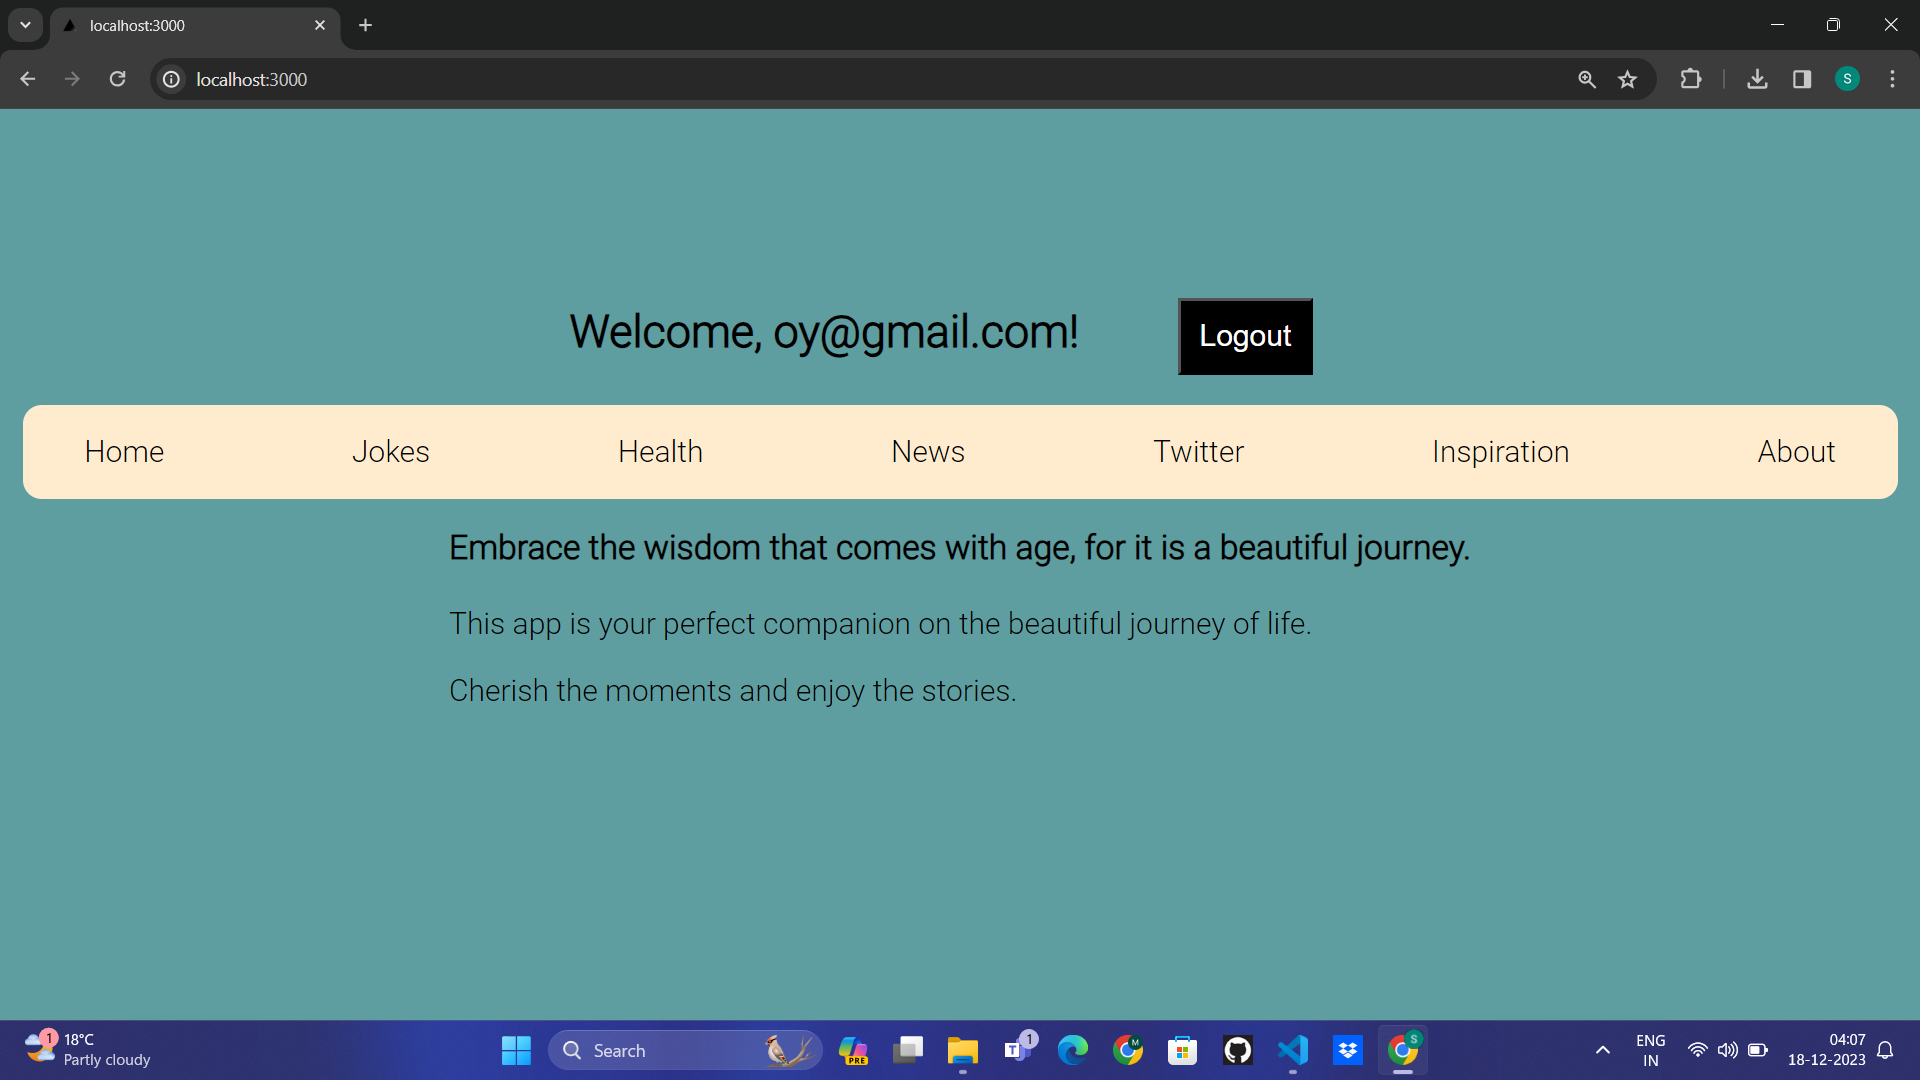 localhost:3000
localhost:3000
S
Welcome, oy@gmail.com!
Logout
Home Jokes Health News Twitter Inspiration About
Embrace the wisdom that comes with age, for it is a beautiful journey.
This app is your perfect companion on the beautiful journey of life.
Cherish the moments and enjoy the stories.
1
18°C
Partly cloudy
Search
PRE
T
1
M
S
ENG
IN
04:07
18-12-2023